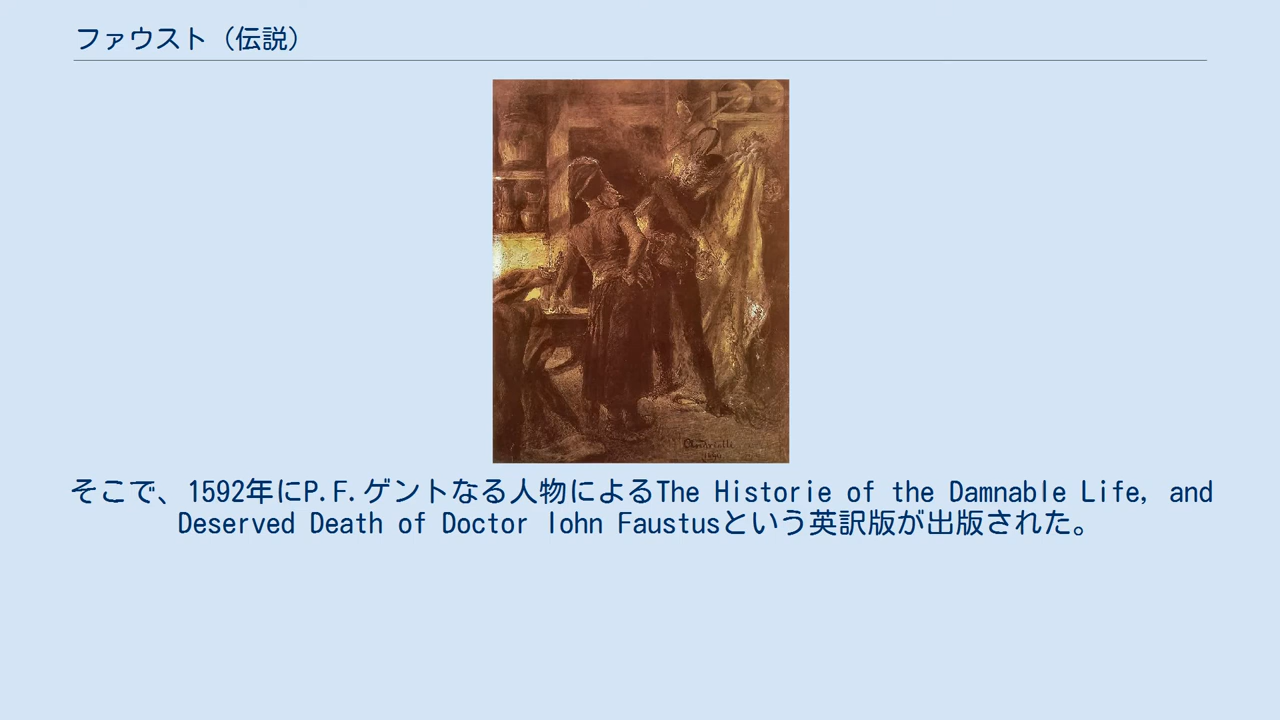 ファウスト（伝説）
そこで、1592年にP.F.ゲントなる人物によるThe Historie of the Damnable Life, and
Deserved Death of Doctor Iohn Faustusという英訳版が出版された。